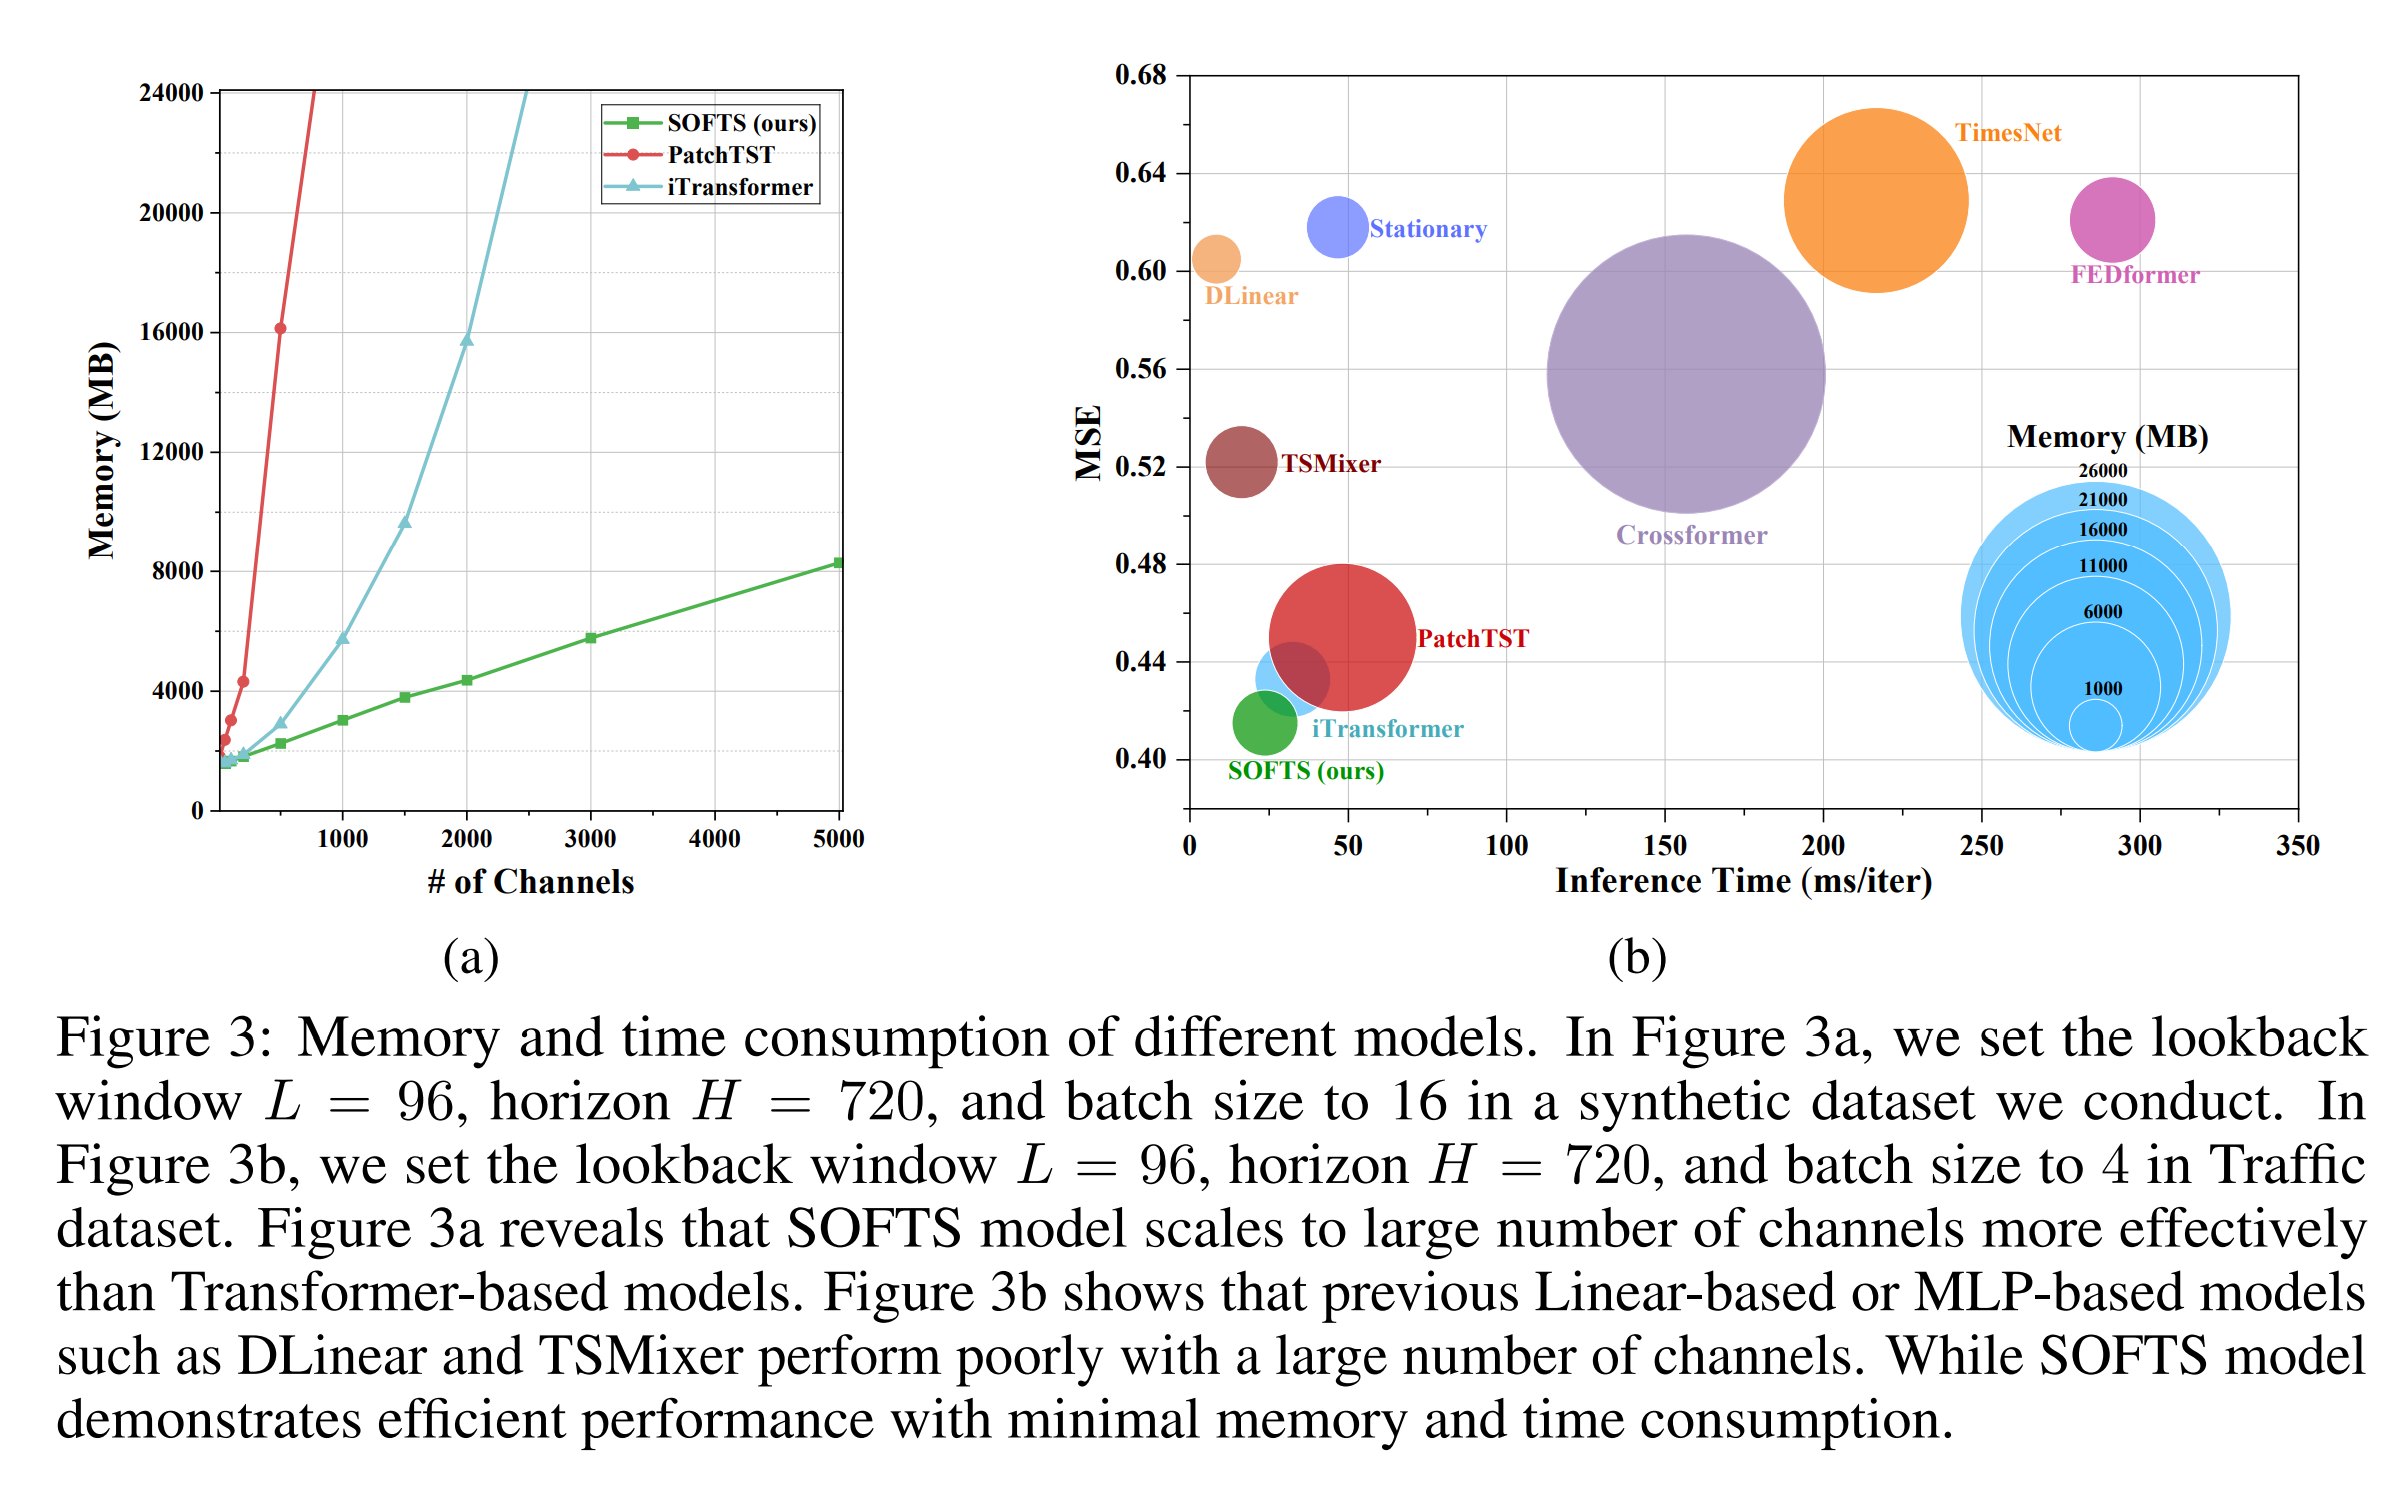 24000
20000
16000
12000
8000
4000
0
Memory (MB)
1000 2000 3000 4000 5000
# of Channels
SOFTS (ours)
PatchTST
iTransformer
(a)
0.68
0.64
0.60
0.56
0.52
0.48
0.44
0.40
MSE
0 50 100 150 200 250 300 350
Inference Time (ms/iter)
TimesNet
Stationary
FEDformer
DLinear
TSMixer
Crossformer
PatchTST
iTransformer
SOFTS (ours)
Memory (MB)
26000
21000
16000
11000
6000
1000
(b)
Figure 3: Memory and time consumption of different models. In Figure 3a, we set the lookback
window L = 96, horizon H = 720, and batch size to 16 in a synthetic dataset we conduct. In
Figure 3b, we set the lookback window L = 96, horizon H = 720, and batch size to 4 in Traffic
dataset. Figure 3a reveals that SOFTS model scales to large number of channels more effectively
than Transformer-based models. Figure 3b shows that previous Linear-based or MLP-based models
such as DLinear and TSMixer perform poorly with a large number of channels. While SOFTS model
demonstrates efficient performance with minimal memory and time consumption.